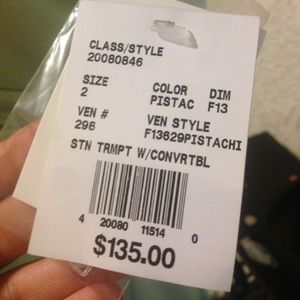 CLASS/STYLE
20080846
SIZE COLOR DIM
2 PISTAC F13
VEN # VEN STYLE
296 F13629PISTACHI
STN TRMPT W/CONVRTBL
4 20080 11514 0
$135.00